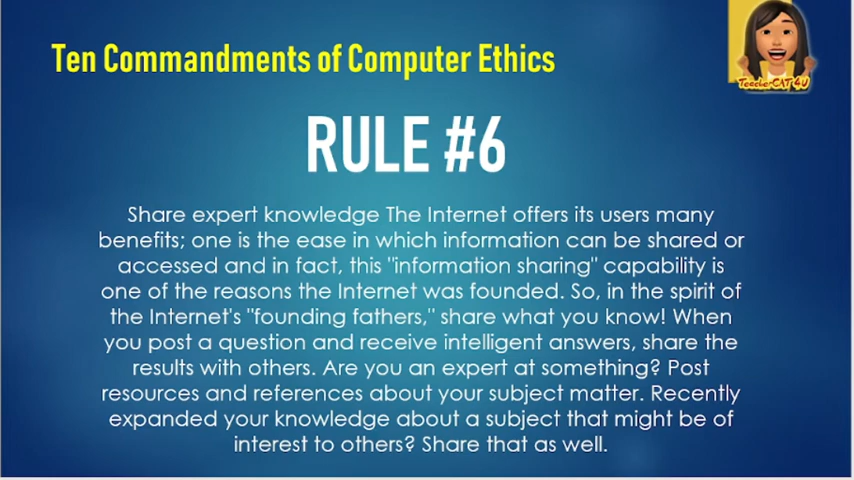 Ten Commandments of Computer Ethics
TeecherCAT 4U
RULE #6
Share expert knowledge The Internet offers its users many
benefits; one is the ease in which information can be shared or
accessed and in fact, this "information sharing" capability is
one of the reasons the Internet was founded. So, in the spirit of
the Internet's "founding fathers," share what you know! When
you post a question and receive intelligent answers, share the
results with others. Are you an expert at something? Post
resources and references about your subject matter. Recently
expanded your knowledge about a subject that might be of
interest to others? Share that as well.